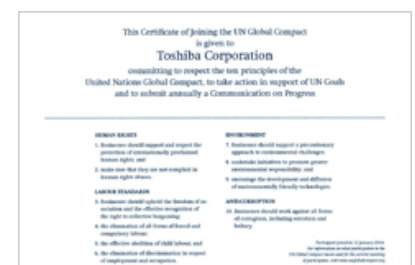 This Certificate of Joining the UN Global Compact
is given to
Toshiba Corporation
committing to respect the ten principles of the
United Nations Global Compact, to take action in support of UN Goals
and to submit annually a Communication on Progress
HUMAN RIGHTS
1. Businesses should support and respect the
protection of internationally proclaimed
human rights; and
2. make sure that they are not complicit in
human rights abuses.
LABOUR STANDARDS
3. Businesses should uphold the freedom of as-
sociation and the effective recognition of
the right to collective bargaining;
4. the elimination of all forms of forced and
compulsory labour;
5. the effective abolition of child labour; and
6. the elimination of discrimination in respect
of employment and occupation.
ENVIRONMENT
7. Businesses should support a precautionary
approach to environmental challenges;
8. undertake initiatives to promote greater
environmental responsibility; and
9. encourage the development and diffusion
of environmentally friendly technologies.
ANTI-CORRUPTION
10. Businesses should work against all forms
of corruption, including extortion and
bribery.